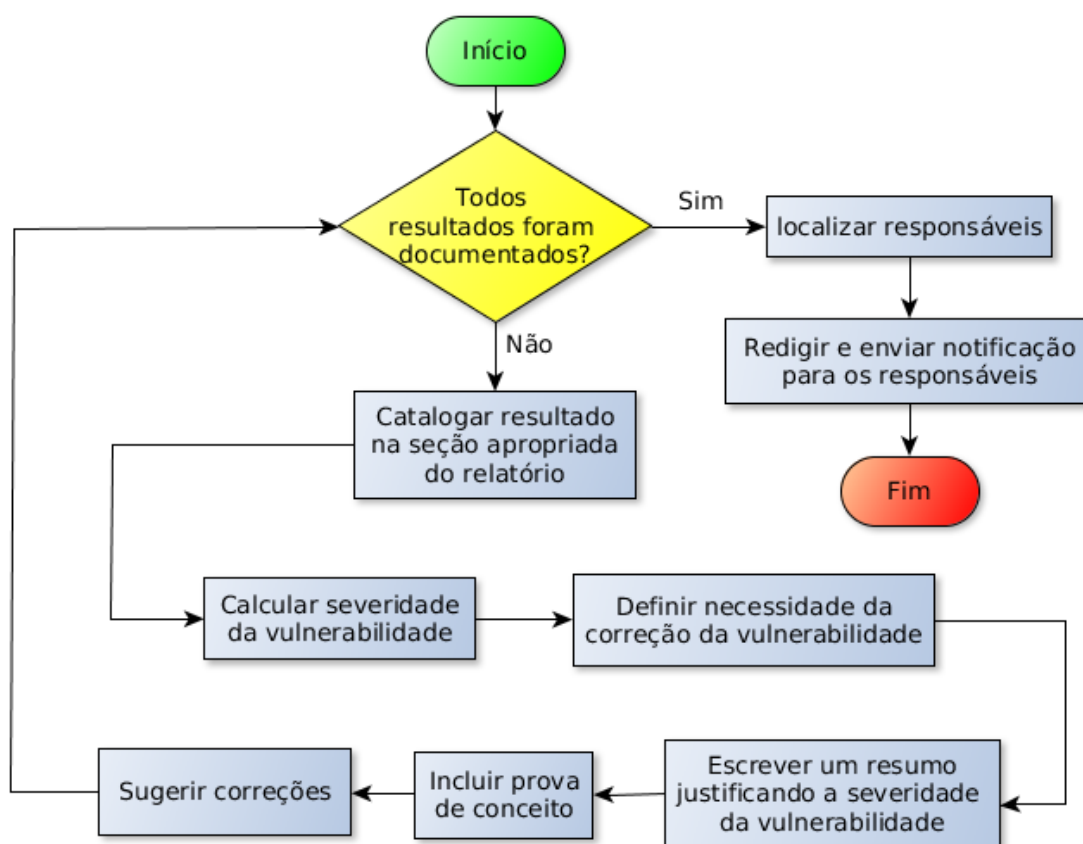 Início
Todos
resultados foram
documentados?
Sim
localizar responsáveis
Redigir e enviar notificação
para os responsáveis
Fim
Não
Catalogar resultado
na seção apropriada
do relatório
Calcular severidade
da vulnerabilidade
Definir necessidade da
correção da vulnerabilidade
Escrever um resumo
justificando a severidade
da vulnerabilidade
Incluir prova
de conceito
Sugerir correções